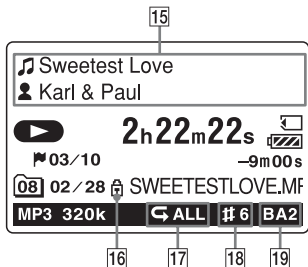 15
Sweetest Love
Karl & Paul
2h22m22s
03/10
–9m00s
08 02/28 SWEETESTLOVE.MF
MP3 320k ALL ♯6 BA2
16 17 18 19